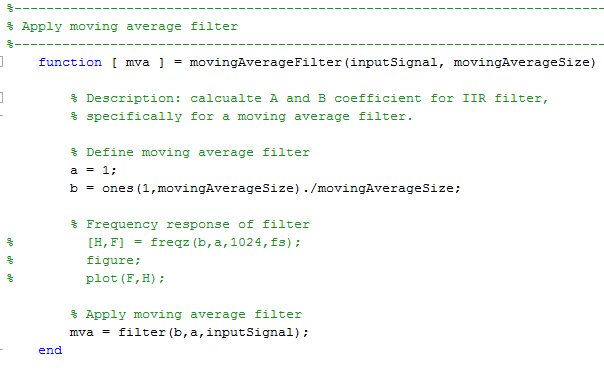 %--------------------------------------------------------------------------
% Apply moving average filter
%--------------------------------------------------------------------------
function [ mva ] = movingAverageFilter(inputSignal, movingAverageSize)
% Description: calcualte A and B coefficient for IIR filter,
% specifically for a moving average filter.
% Define moving average filter
a = 1;
b = ones(1,movingAverageSize)./movingAverageSize;
% Frequency response of filter
% [H,F] = freqz(b,a,1024,fs);
% figure;
% plot(F,H);
% Apply moving average filter
mva = filter(b,a,inputSignal);
end